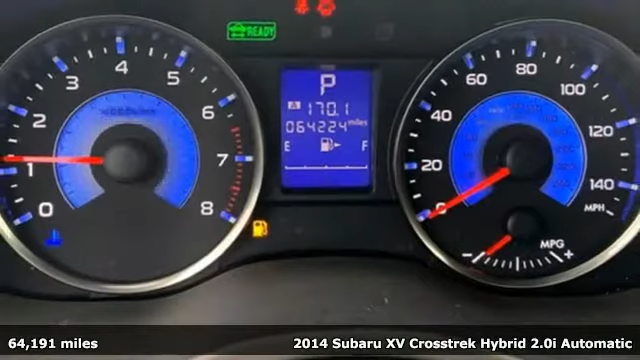 READY
P
A 170.1
064224 miles
E F
0 1 2 3 4 5 6 7 8
0 20 40 60 80 100 120 140
MPH
MPG
- +
64,191 miles
2014 Subaru XV Crosstrek Hybrid 2.0i Automatic